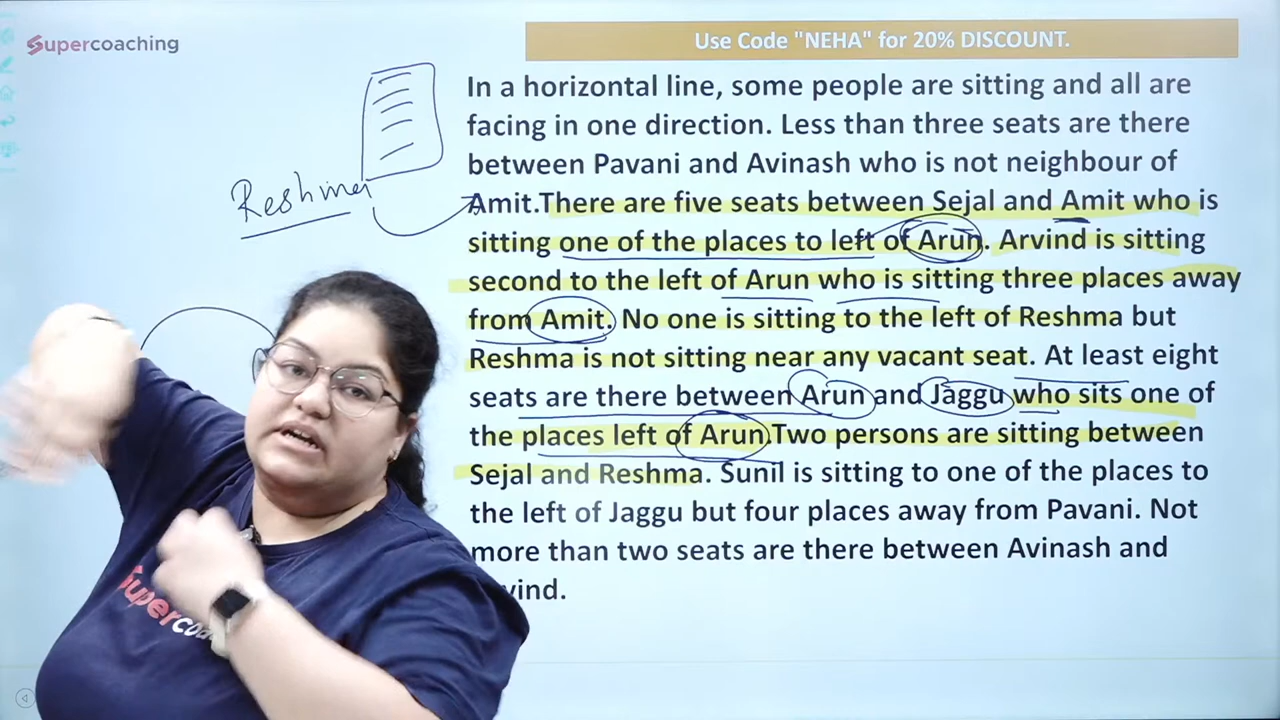 Supercoaching
Use Code "NEHA" for 20% DISCOUNT.
In a horizontal line, some people are sitting and all are
facing in one direction. Less than three seats are there
between Pavani and Avinash who is not neighbour of
Amit.There are five seats between Sejal and Amit who is
sitting one of the places to left of Arun. Arvind is sitting
second to the left of Arun who is sitting three places away
from Amit. No one is sitting to the left of Reshma but
Reshma is not sitting near any vacant seat. At least eight
seats are there between Arun and Jaggu who sits one of
the places left of Arun.Two persons are sitting between
Sejal and Reshma. Sunil is sitting to one of the places to
the left of Jaggu but four places away from Pavani. Not
more than two seats are there between Avinash and
vind.
Reshma
Supercoa